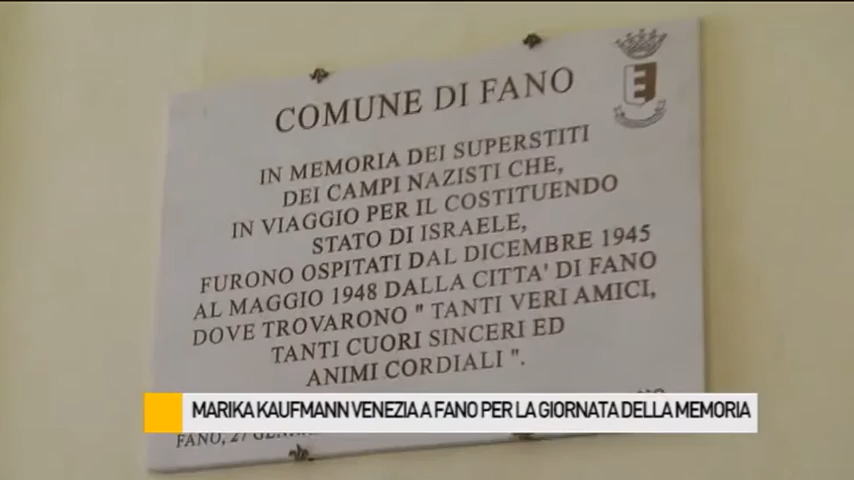 COMUNE DI FANO
IN MEMORIA DEI SUPERSTITI
DEI CAMPI NAZISTI CHE,
IN VIAGGIO PER IL COSTITUENDO
STATO DI ISRAELE,
FURONO OSPITATI DAL DICEMBRE 1945
AL MAGGIO 1948 DALLA CITTA' DI FANO
DOVE TROVARONO " TANTI VERI AMICI,
TANTI CUORI SINCERI ED
ANIMI CORDIALI ".
MARIKA KAUFMANN VENEZIA A FANO PER LA GIORNATA DELLA MEMORIA
FANO, 27